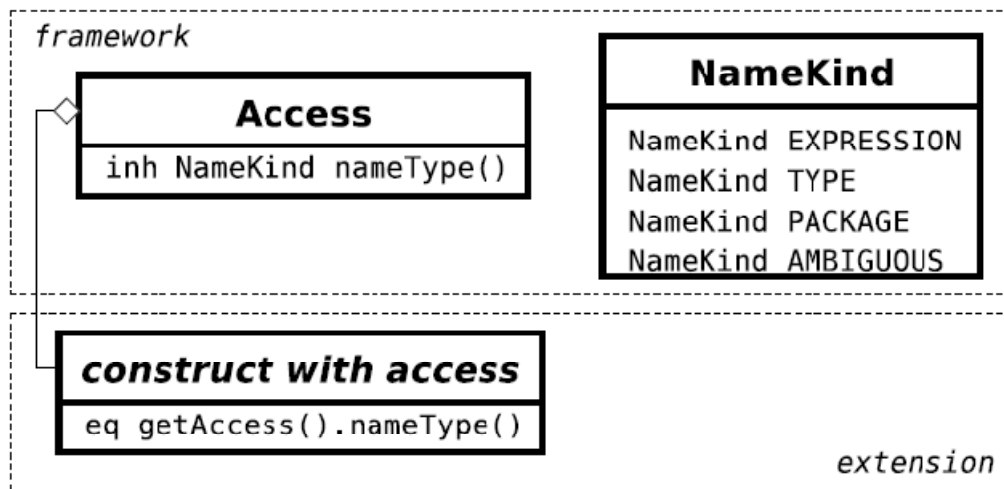 framework
Access
inh NameKind nameType()
NameKind
NameKind EXPRESSION
NameKind TYPE
NameKind PACKAGE
NameKind AMBIGUOUS
construct with access
eq getAccess().nameType()
extension